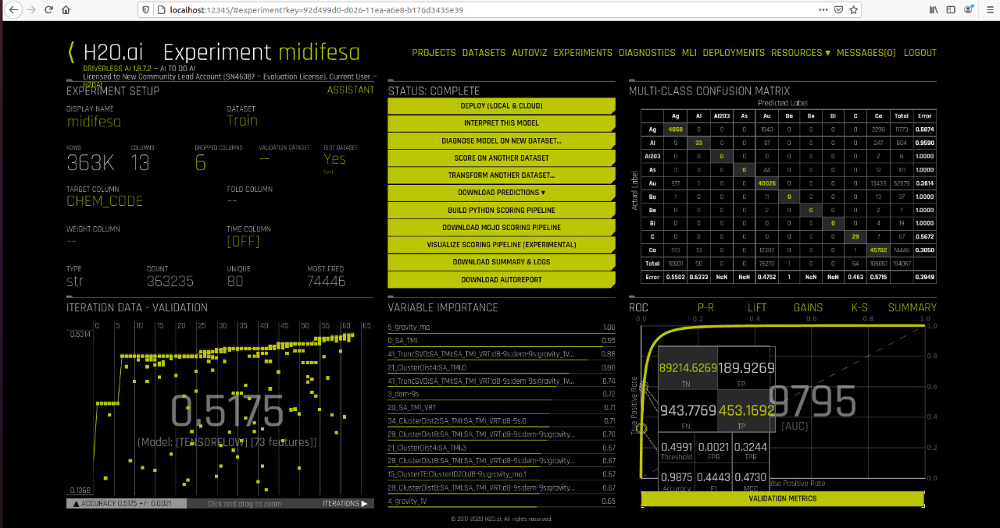 localhost:12345/#experiment?key=92d499d0-d026-11ea-a6e8-b176d3435e39
H2O.ai Experiment midifesa
PROJECTS DATASETS AUTOVIZ EXPERIMENTS DIAGNOSTICS MLI DEPLOYMENTS RESOURCES ▾ MESSAGES[0] LOGOUT
DRIVERLESS AI 1.8.7.2 — AI TO DO AI
Licensed to New Community Lead Account (SN46387 — Evaluation License). Current User —
H2OAI
EXPERIMENT SETUP
ASSISTANT
DISPLAY NAME DATASET
midifesa Train
ROWS COLUMNS DROPPED COLUMNS VALIDATION DATASET TEST DATASET
363K 13 6 -- Yes
Test
TARGET COLUMN FOLD COLUMN
CHEM_CODE --
WEIGHT COLUMN TIME COLUMN
-- [OFF]
TYPE COUNT UNIQUE MOST FREQ
str 363235 80 74446
STATUS: COMPLETE
DEPLOY (LOCAL & CLOUD)
INTERPRET THIS MODEL
DIAGNOSE MODEL ON NEW DATASET...
SCORE ON ANOTHER DATASET
TRANSFORM ANOTHER DATASET...
DOWNLOAD PREDICTIONS ▾
BUILD PYTHON SCORING PIPELINE
DOWNLOAD MOJO SCORING PIPELINE
VISUALIZE SCORING PIPELINE (EXPERIMENTAL)
DOWNLOAD SUMMARY & LOGS
DOWNLOAD AUTOREPORT
MULTI-CLASS CONFUSION MATRIX
Predicted Label
Actual Label
Ag Al Al2O3 As Au Ba Be Bi C Ca Total Error
Ag 4858 0 0 0 1843 0 0 0 0 2296 11773 0.5874
Al 9 33 0 0 97 0 0 0 0 247 804 0.9590
Al2O3 0 0 0 0 0 0 0 0 0 2 8 1.0000
As 3 0 0 0 44 0 0 0 0 12 101 1.0000
Au 977 1 0 0 40026 0 0 0 0 13439 62679 0.3614
Ba 1 0 0 0 11 0 0 0 0 13 37 1.0000
Be 0 0 0 0 2 0 0 0 0 2 7 1.0000
Bi 0 0 0 0 0 0 0 0 0 4 19 1.0000
C 0 0 0 0 0 0 0 0 29 7 67 0.5672
Ca 913 13 0 0 12382 0 0 0 1 45782 74446 0.3850
Total 10801 90 0 0 76270 1 0 0 54 106851 194067
Error 0.5502 0.6333 NaN NaN 0.4752 1 NaN NaN 0.463 0.5715 0.3949
ITERATION DATA - VALIDATION
0 5 10 15 20 25 30 35 40 45 50 55 60 65
0.5314
0.5175
(Model: [TENSORFLOW] [73 features])
0.1368
▲ ACCURACY 0.5175 +/- 0.0021 Click and drag to zoom ITERATIONS ▶
VARIABLE IMPORTANCE
5_gravity_ma 1.00
0_SA_TMI 0.95
41_TruncSVD:SA_TMI:SA_TMI_VRT:d8-9s:dem-9s:gravity_1V... 0.88
21_ClusterDist4:SA_TMI.0 0.80
41_TruncSVD:SA_TMI:SA_TMI_VRT:d8-9s:dem-9s:gravity_1V... 0.74
3_dem-9s 0.72
20_SA_TMI_VRT 0.71
34_ClusterDist2:SA_TMI:SA_TMI_VRT:d8-9s.0 0.71
28_ClusterDist8:SA_TMI:SA_TMI_VRT:d8-9s:dem-9s:gravity... 0.70
21_ClusterDist4:SA_TMI.3 0.67
28_ClusterDist8:SA_TMI:SA_TMI_VRT:d8-9s:dem-9s:gravity... 0.67
15_ClusterTE:ClusterID20:d8-9s:gravity_ma.1 0.67
28_ClusterDist8:SA_TMI:SA_TMI_VRT:d8-9s:dem-9s:gravity... 0.67
4_gravity_1V 0.65
ROC P-R LIFT GAINS K-S SUMMARY
0.0 0.2 0.4 0.6 0.8 1.0
1.0
0.8
0.6
0.4
0.2
0.0
True Positive Rate
89214.6269 189.9269
TN FP
943.7769 453.1692
FN TP
9795
(AUC)
0.4991 0.0021 0.3244
Threshold FPR TPR
0.9875 0.4443 0.4730
Accuracy F1 MCC
alse Positive Rate
VALIDATION METRICS
© 2017-2020 H2O.ai. All rights reserved.